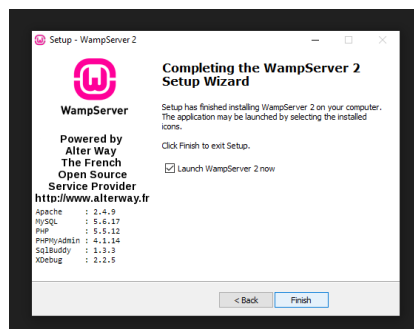 Setup - WampServer 2
WampServer
Powered by
Alter Way
The French
Open Source
Service Provider
http://www.alterway.fr
Apache : 2.4.9
MySQL : 5.6.17
PHP : 5.5.12
PHPMyAdmin : 4.1.14
SqlBuddy : 1.3.3
XDebug : 2.2.5
Completing the WampServer 2
Setup Wizard
Setup has finished installing WampServer 2 on your computer.
The application may be launched by selecting the installed
icons.
Click Finish to exit Setup.
Launch WampServer 2 now
< Back
Finish